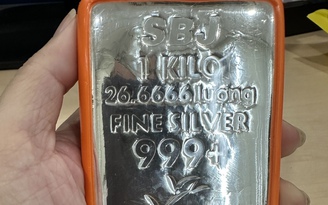 SBJ
1 KILO
26.6666.lượng
FINE SILVER
999+